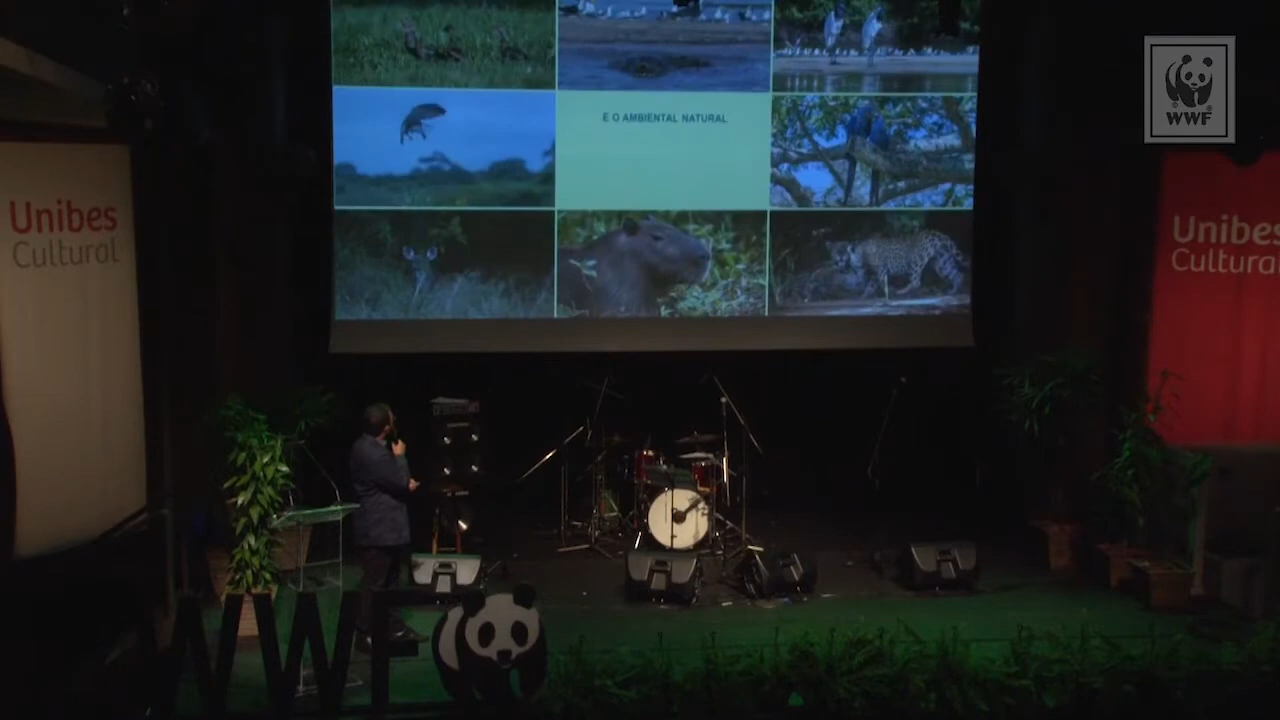 E O AMBIENTAL NATURAL
WWF
Unibes
Cultural
Unibes
Cultural
WWF